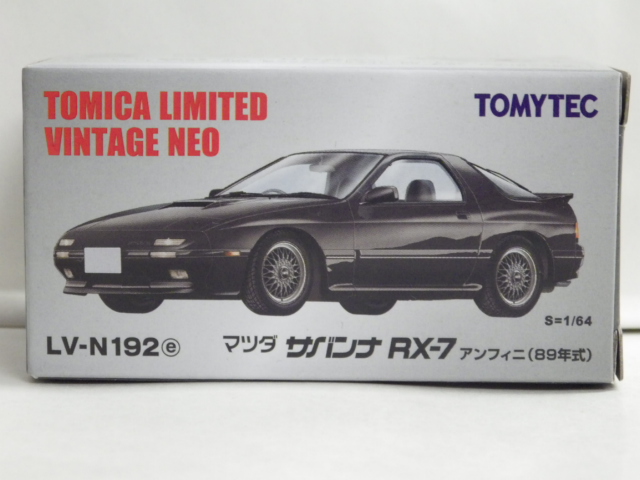 TOMICA LIMITED
VINTAGE NEO
TOMYTEC
S=1/64
LV-N192ⓔ マツダ サバンナ RX-7 アンフィニ(89年式)